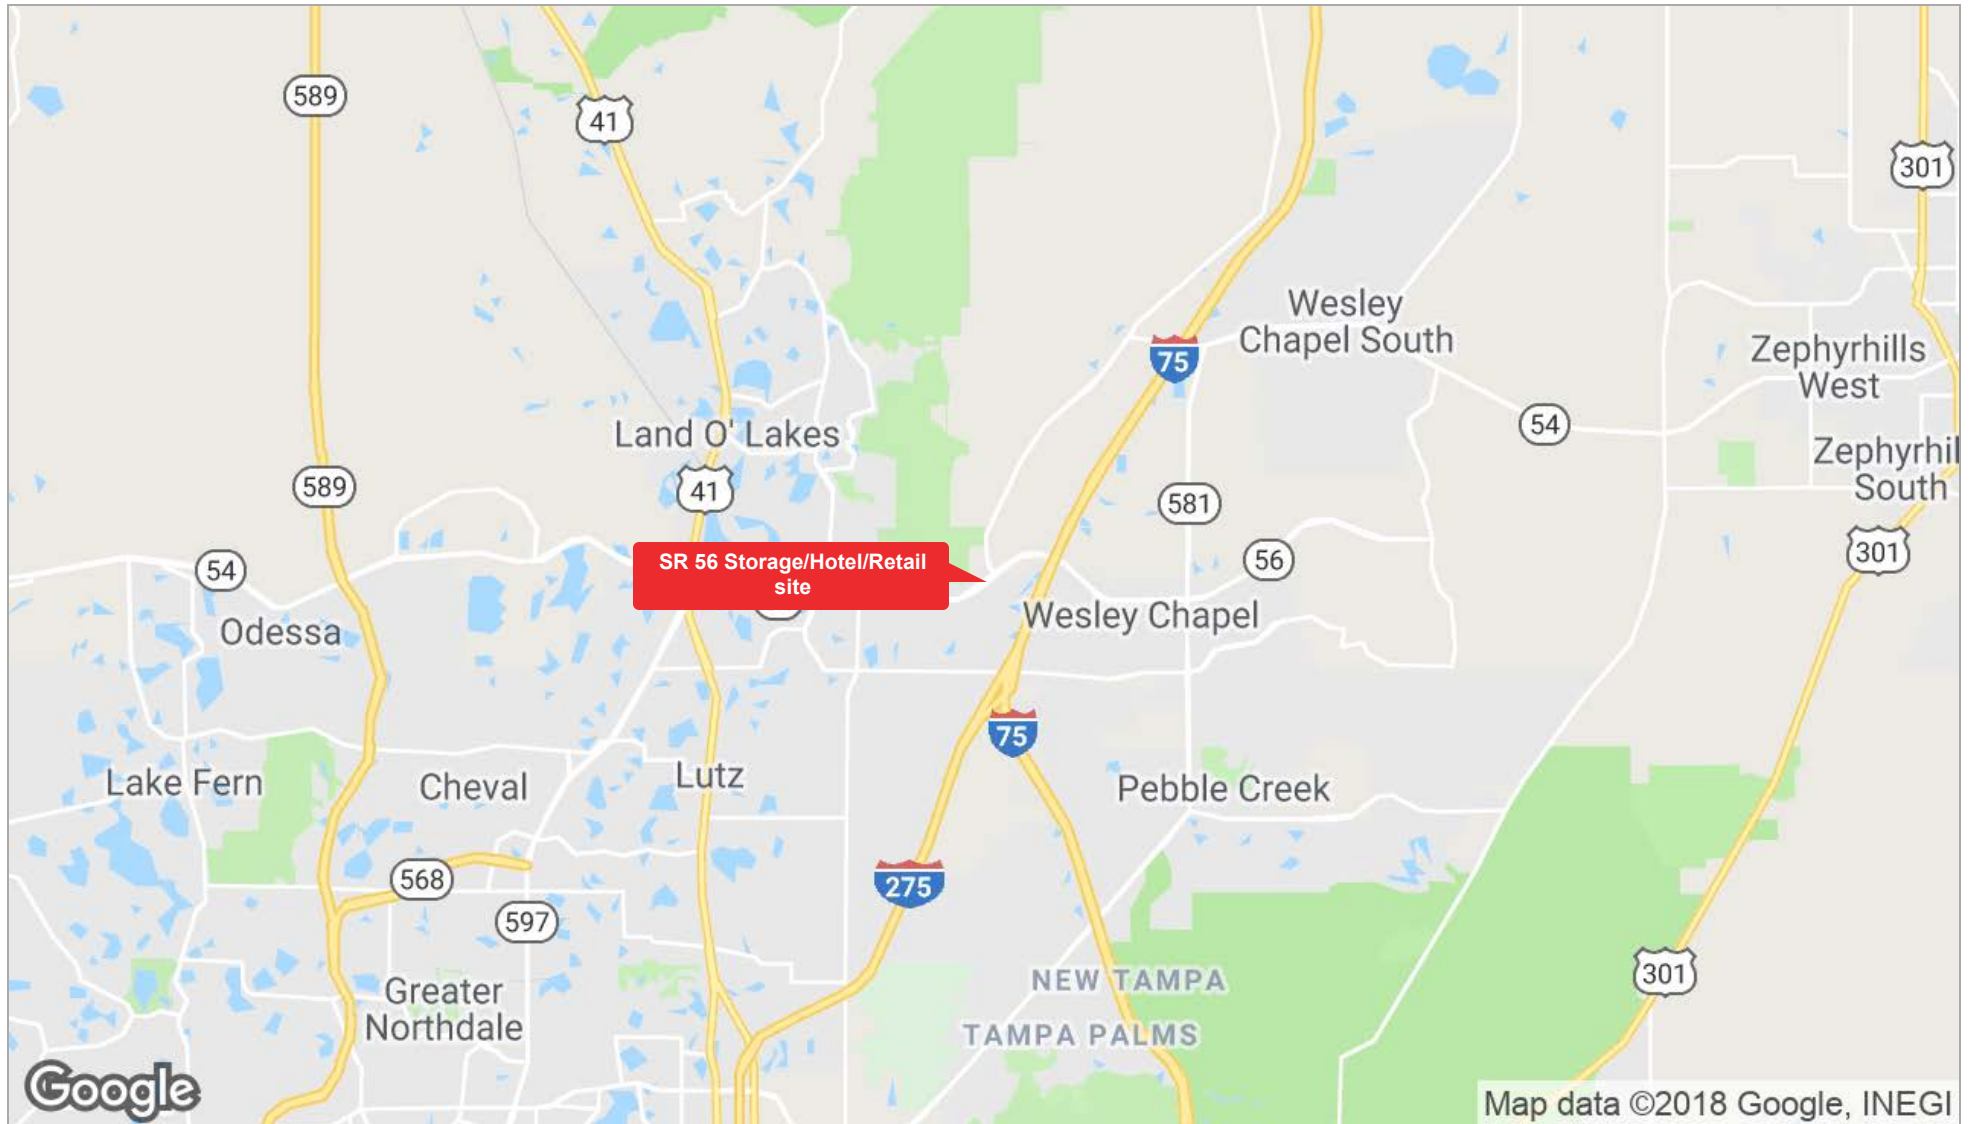 589
41
301
Wesley
Chapel South
75
Zephyrhills
West
54
Land O' Lakes
Zephyrhil
South
589
41
581
301
54
56
SR 56 Storage/Hotel/Retail
site
Wesley Chapel
Odessa
75
Lake Fern
Cheval
Lutz
Pebble Creek
568
275
597
NEW TAMPA
301
Greater
Northdale
TAMPA PALMS
Google
Map data ©2018 Google, INEGI